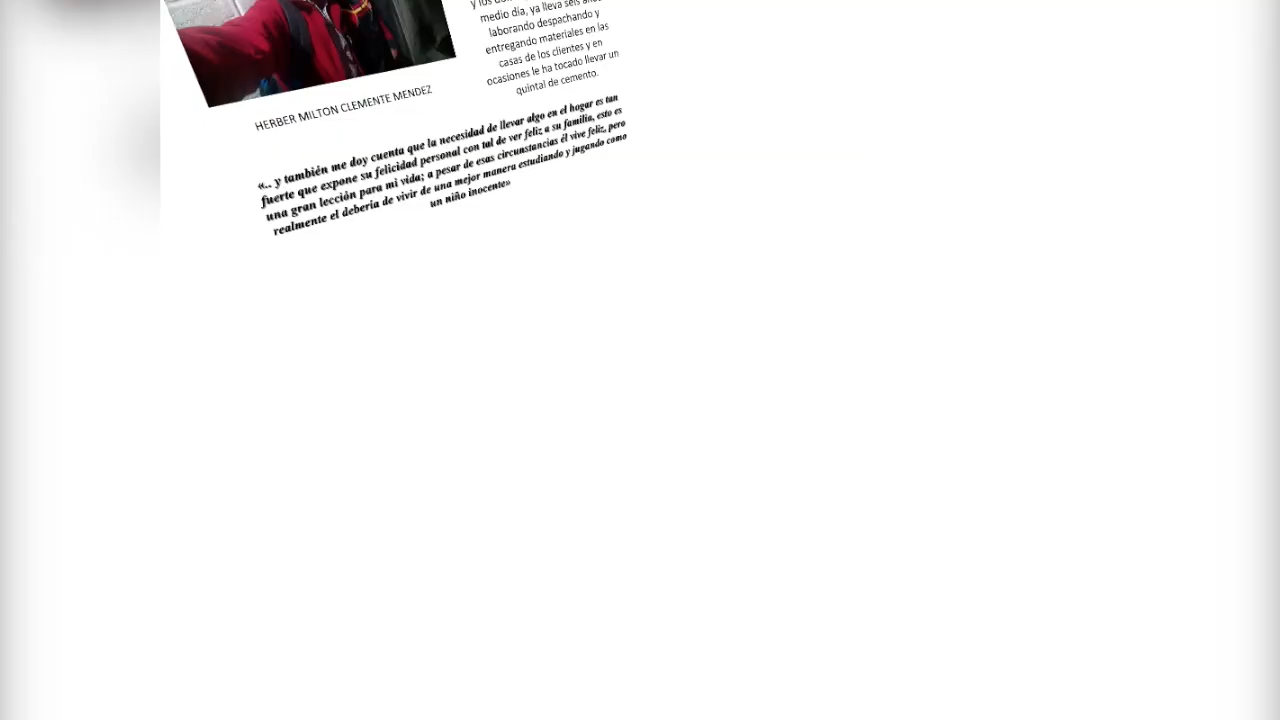 medio día, ya lleva seis años
laborando despachando y
entregando materiales en las
casas de los clientes y en
ocasiones le ha tocado llevar un
quintal de cemento.
HERBER MILTON CLEMENTE MENDEZ
«.. y también me doy cuenta que la necesidad de llevar algo en el hogar es tan
fuerte que expone su felicidad personal con tal de ver feliz a su familia, esto es
una gran lección para mi vida; a pesar de esas circunstancias él vive feliz, pero
realmente el debería de vivir de una mejor manera estudiando y jugando como
un niño inocente»